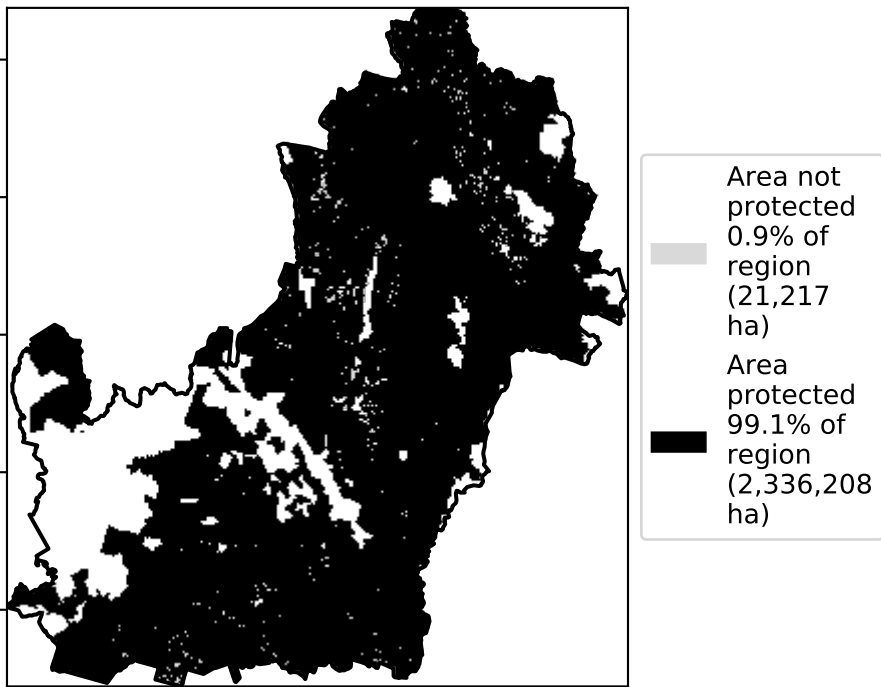 Area not
protected
0.9% of
region
(21,217
ha)
Area
protected
99.1% of
region
(2,336,208
ha)